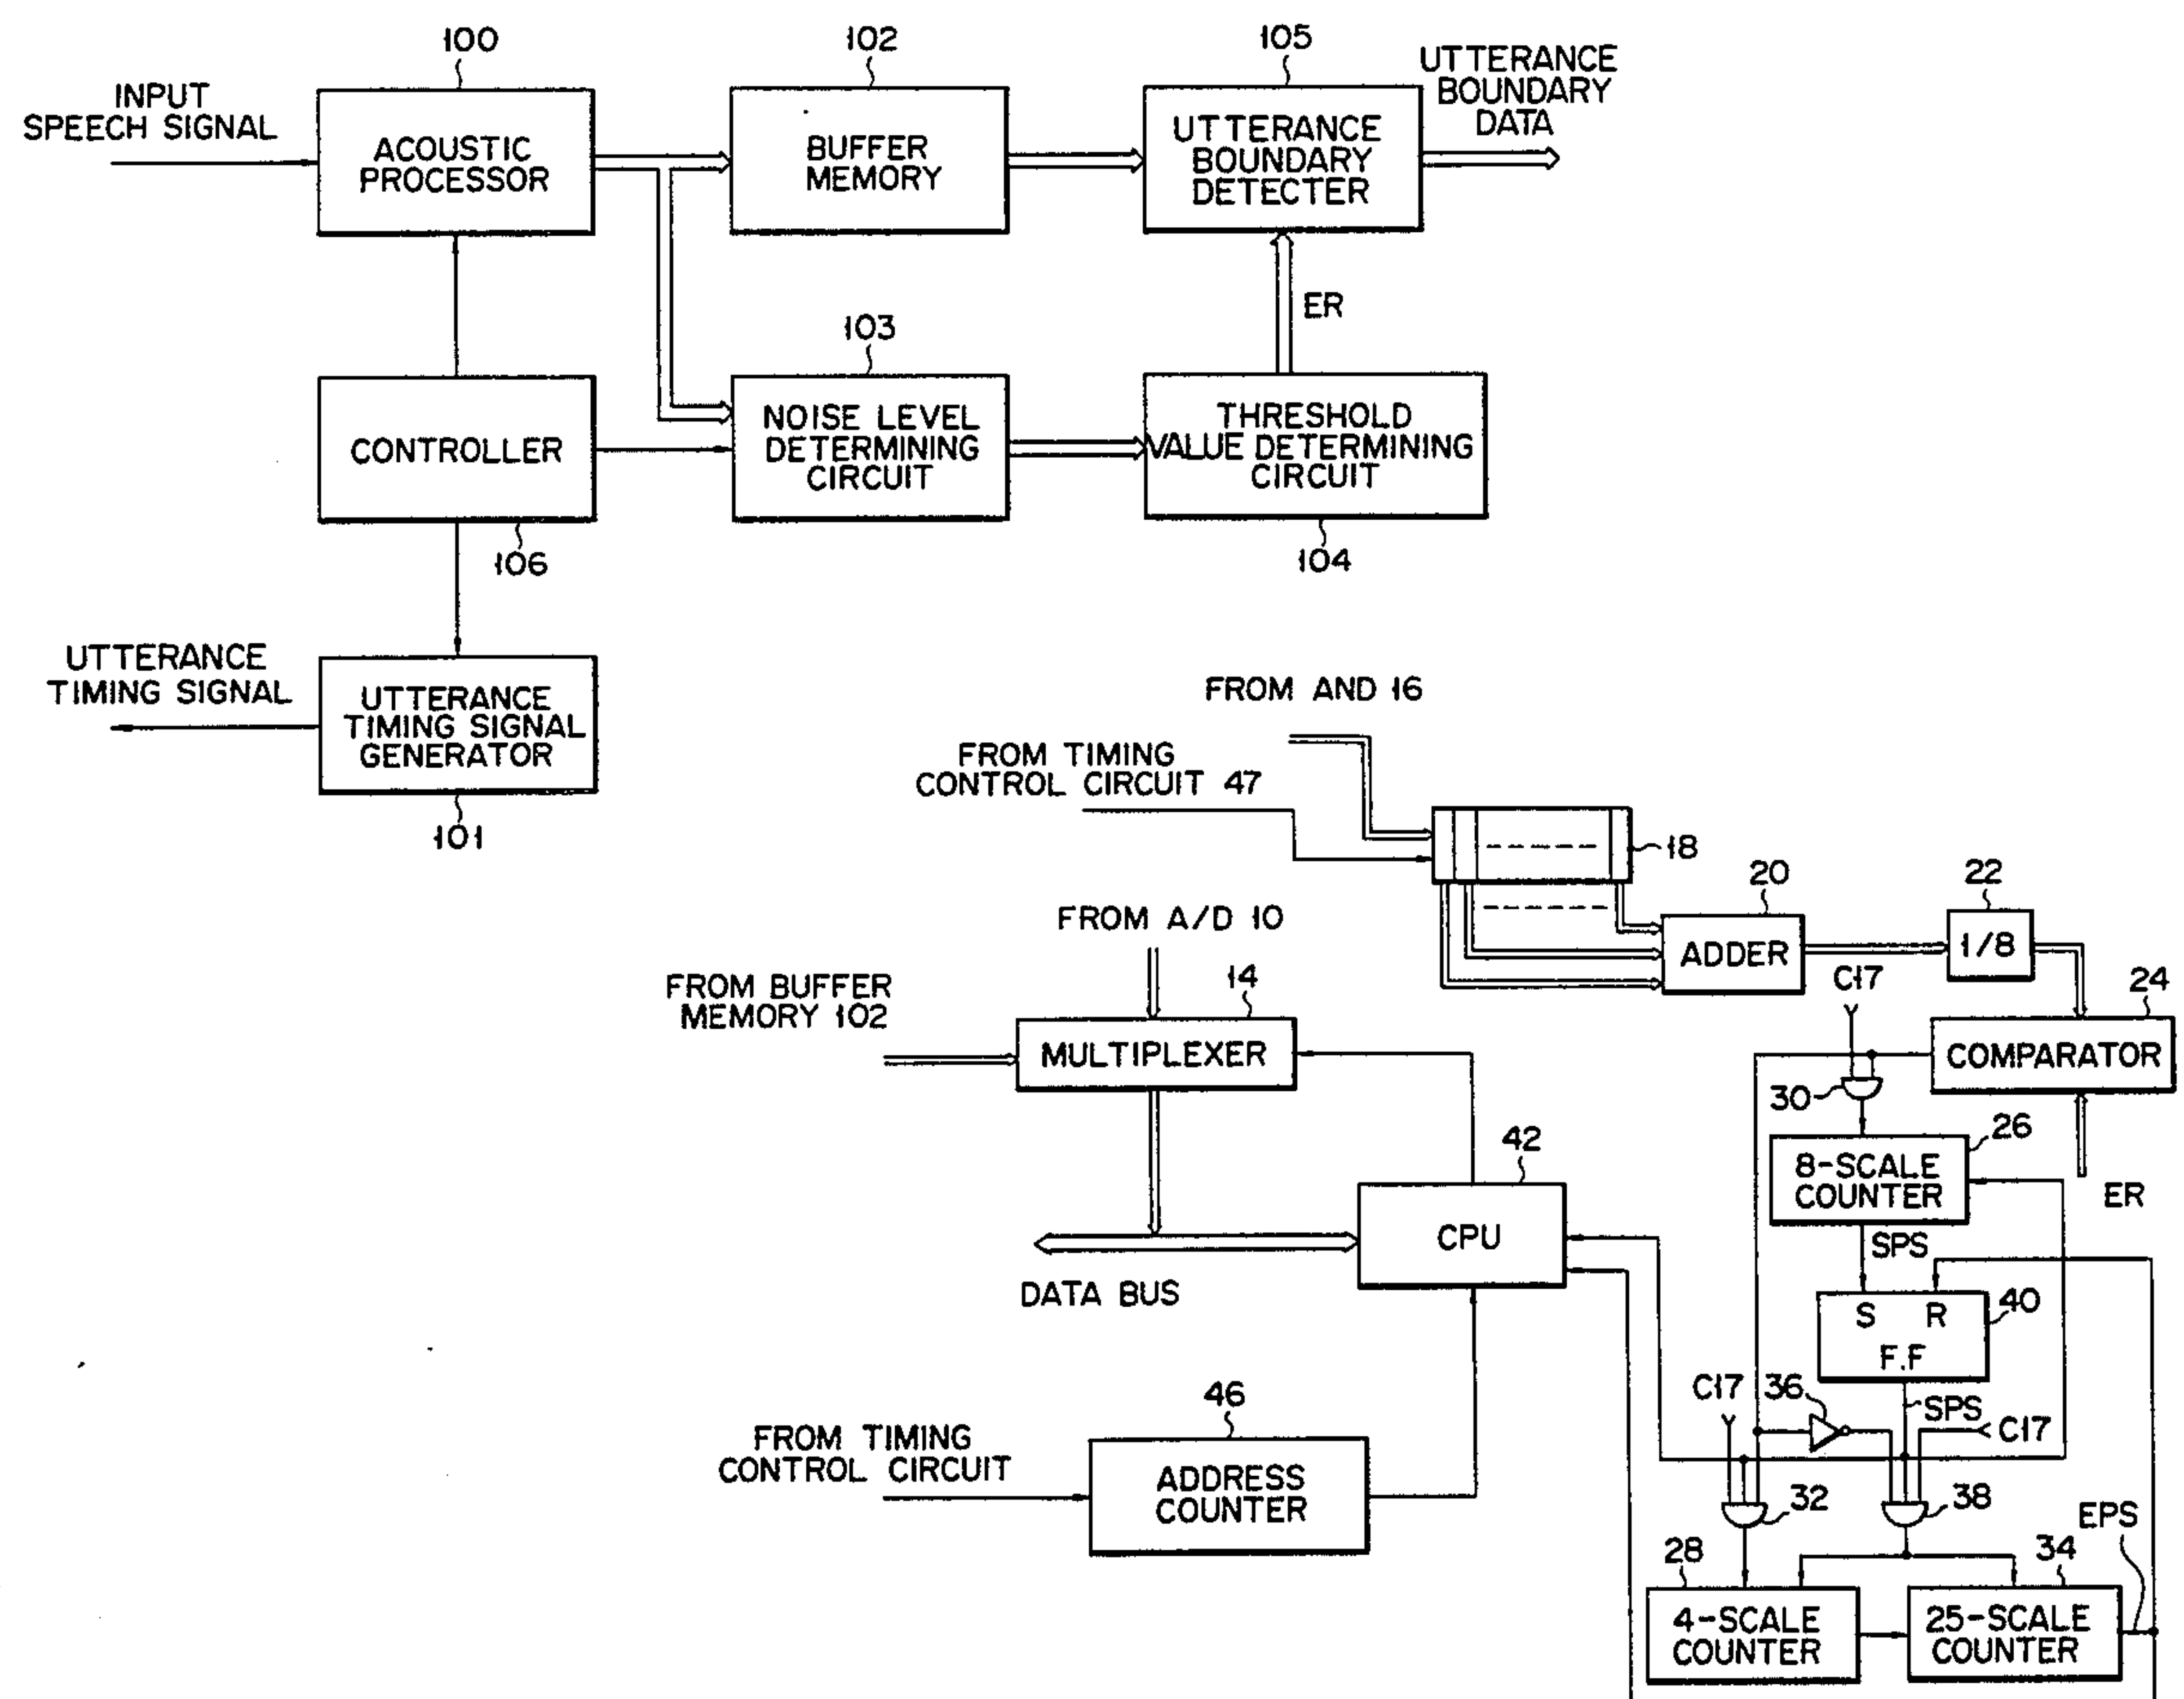 100
102
105
INPUT
SPEECH SIGNAL
ACOUSTIC
PROCESSOR
BUFFER
MEMORY
UTTERANCE
BOUNDARY
DETECTER
UTTERANCE
BOUNDARY
DATA
ER
103
CONTROLLER
NOISE LEVEL
DETERMINING
CIRCUIT
THRESHOLD
VALUE DETERMINING
CIRCUIT
106
104
UTTERANCE
TIMING SIGNAL
UTTERANCE
TIMING SIGNAL
GENERATOR
101
FROM AND 16
FROM TIMING
CONTROL CIRCUIT 47
18
20
22
ADDER
1/8
FROM A/D 10
FROM BUFFER
MEMORY 102
14
MULTIPLEXER
C17
24
COMPARATOR
30
26
8-SCALE
COUNTER
ER
42
CPU
SPS
DATA BUS
S R
F.F
40
C17
36
SPS
C17
46
FROM TIMING
CONTROL CIRCUIT
ADDRESS
COUNTER
32
38
EPS
28
34
4-SCALE
COUNTER
25-SCALE
COUNTER